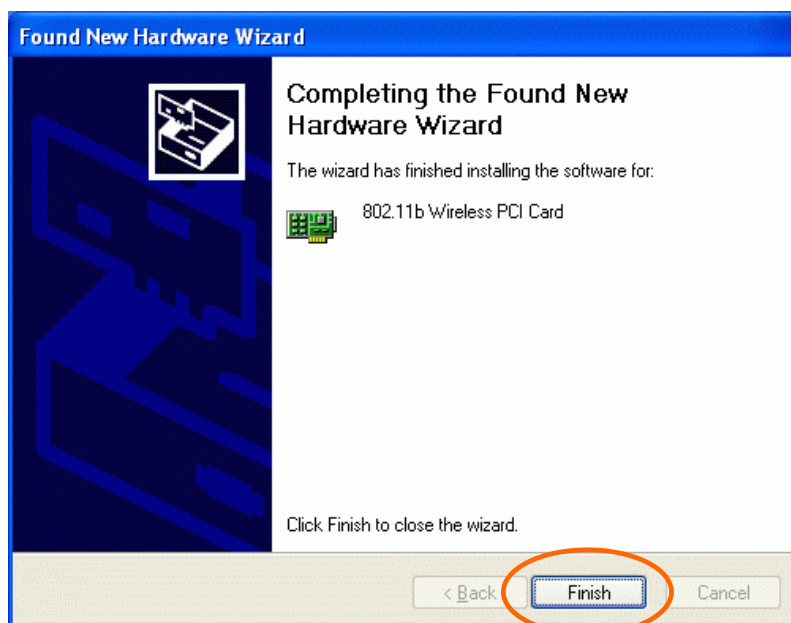 Found New Hardware Wizard
Completing the Found New
Hardware Wizard
The wizard has finished installing the software for:
802.11b Wireless PCI Card
Click Finish to close the wizard.
< Back
Finish
Cancel